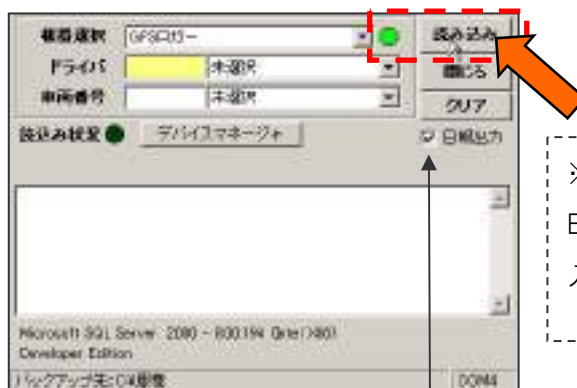 機器選択 GPSロガー 読み込み
ドライバ 未選択 閉じる
車両番号 未選択 クリア
読込み状況 デバイスマネージャ 日報出力
※
Microsoft SQL Server 2000 - 8.00.194 (Intel X86)
Developer Edition
バックアップ先: COM4